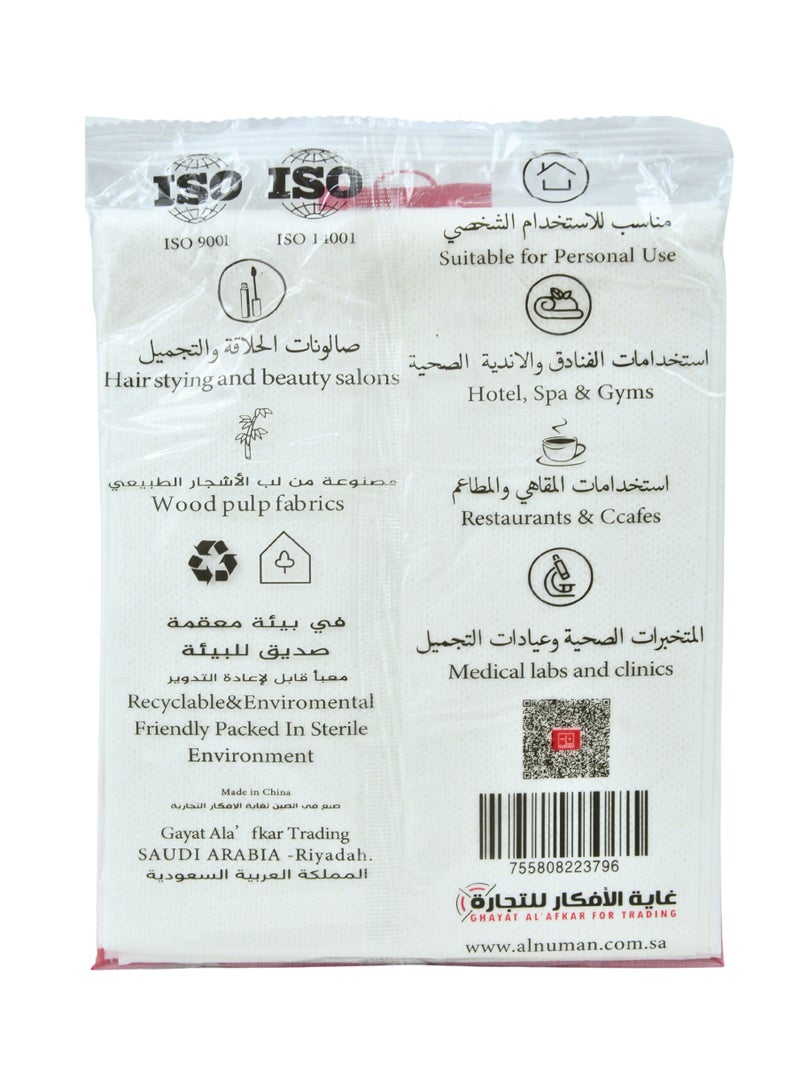 ISO
ISO 9001
ISO
ISO 14001
صالونات الحلاقة والتجميل
Hair stying and beauty salons
مصنوعة من لب الأشجار الطبيعي
Wood pulp fabrics
في بيئة معقمة
صديق للبيئة
معبأ قابل لإعادة التدوير
Recyclable&Enviromental
Friendly Packed In Sterile
Environment
Made in China
صنع في الصين لغاية الافكار التجارية
Gayat Ala' fkar Trading
SAUDI ARABIA -Riyadah.
المملكة العربية السعودية
مناسب للاستخدام الشخصي
Suitable for Personal Use
استخدامات الفنادق والاندية الصحية
Hotel, Spa & Gyms
استخدامات المقاهي والمطاعم
Restaurants & Ccafes
المتخبرات الصحية وعيادات التجميل
Medical labs and clinics
755808223796
غاية الأفكار للتجارة
GHAYAT AL'AFKAR FOR TRADING
www.alnuman.com.sa